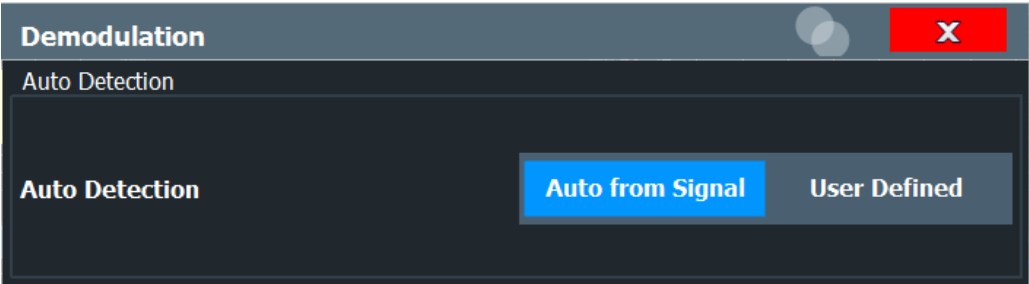 Demodulation
X
Auto Detection
Auto Detection
Auto from Signal
User Defined